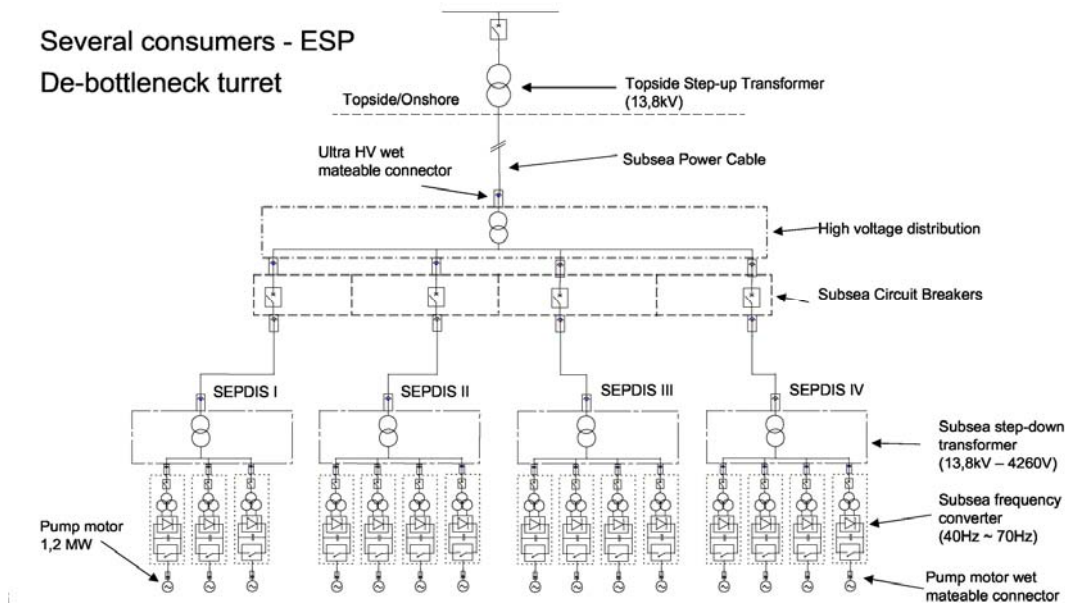 Several consumers - ESP
De-bottleneck turret
Topside Step-up Transformer
(13,8kV)
Topside/Onshore
Ultra HV wet
mateable connector
Subsea Power Cable
High voltage distribution
Subsea Circuit Breakers
SEPDIS I
SEPDIS II
SEPDIS III
SEPDIS IV
Subsea step-down
transformer
(13,8kV – 4260V)
Subsea frequency
converter
(40Hz ~ 70Hz)
Pump motor
1,2 MW
Pump motor wet
mateable connector